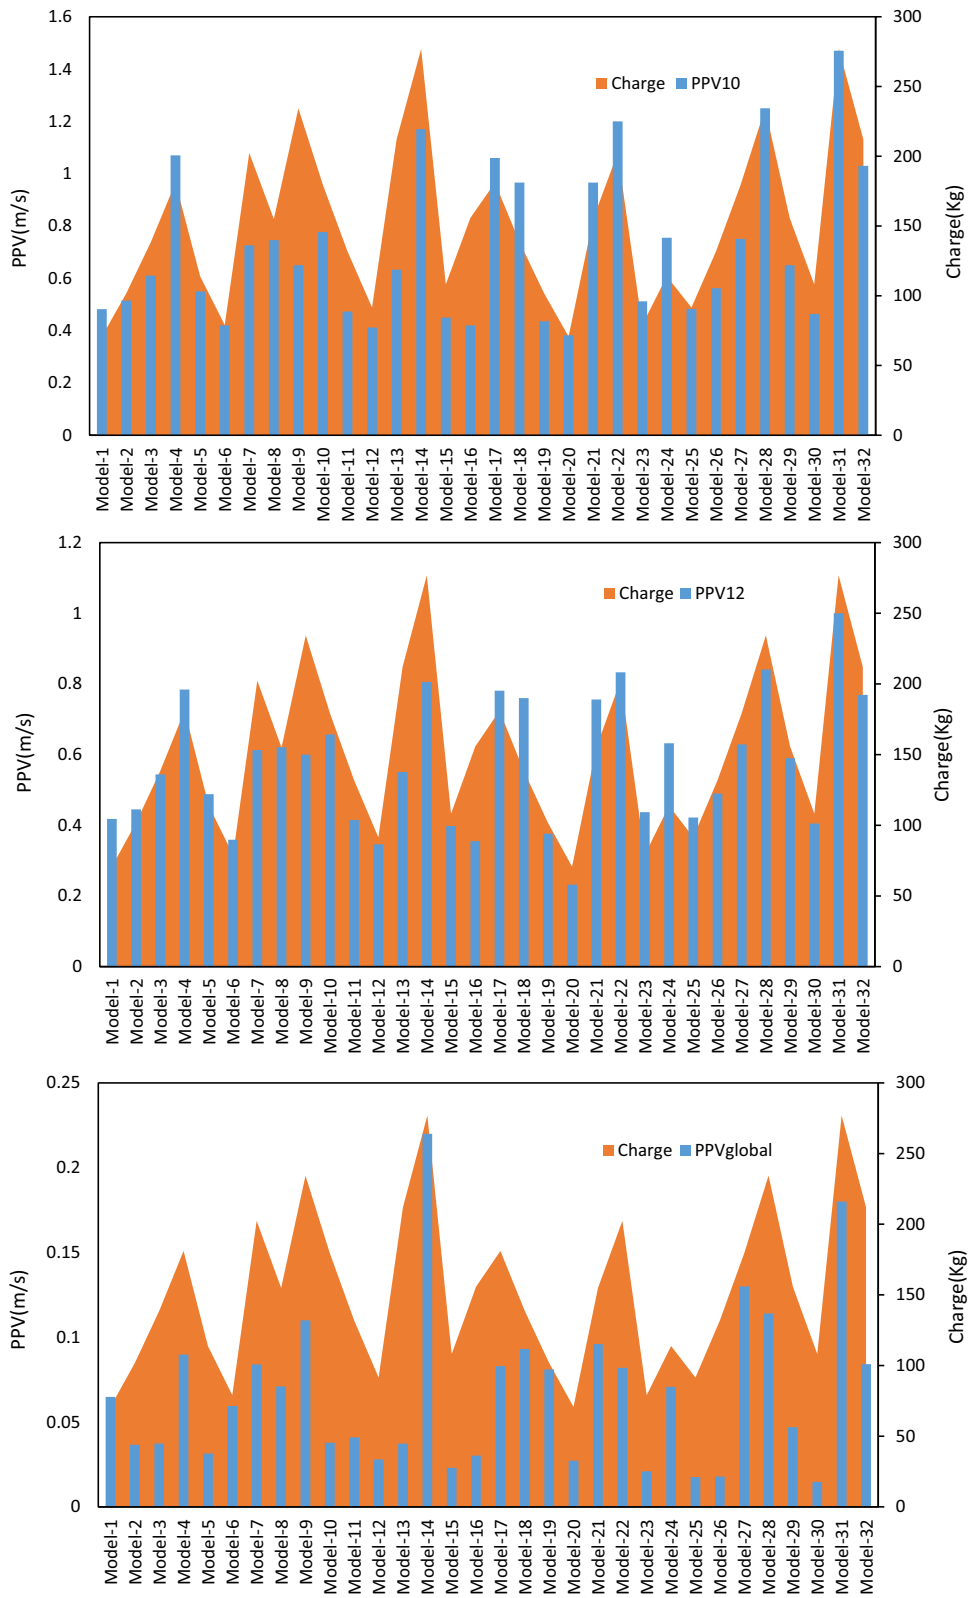 1.6
1.4
1.2
1
0.8
0.6
0.4
0.2
0
PPV(m/s)
Charge PPV10
300
250
200
150
100
50
0
Charge(Kg)
Model-1
Model-2
Model-3
Model-4
Model-5
Model-6
Model-7
Model-8
Model-9
Model-10
Model-11
Model-12
Model-13
Model-14
Model-15
Model-16
Model-17
Model-18
Model-19
Model-20
Model-21
Model-22
Model-23
Model-24
Model-25
Model-26
Model-27
Model-28
Model-29
Model-30
Model-31
Model-32
1.2
1
0.8
0.6
0.4
0.2
0
PPV(m/s)
Charge PPV12
300
250
200
150
100
50
0
Charge(Kg)
Model-1
Model-2
Model-3
Model-4
Model-5
Model-6
Model-7
Model-8
Model-9
Model-10
Model-11
Model-12
Model-13
Model-14
Model-15
Model-16
Model-17
Model-18
Model-19
Model-20
Model-21
Model-22
Model-23
Model-24
Model-25
Model-26
Model-27
Model-28
Model-29
Model-30
Model-31
Model-32
0.25
0.2
0.15
0.1
0.05
0
PPV(m/s)
Charge PPVglobal
300
250
200
150
100
50
0
Charge(Kg)
Model-1
Model-2
Model-3
Model-4
Model-5
Model-6
Model-7
Model-8
Model-9
Model-10
Model-11
Model-12
Model-13
Model-14
Model-15
Model-16
Model-17
Model-18
Model-19
Model-20
Model-21
Model-22
Model-23
Model-24
Model-25
Model-26
Model-27
Model-28
Model-29
Model-30
Model-31
Model-32